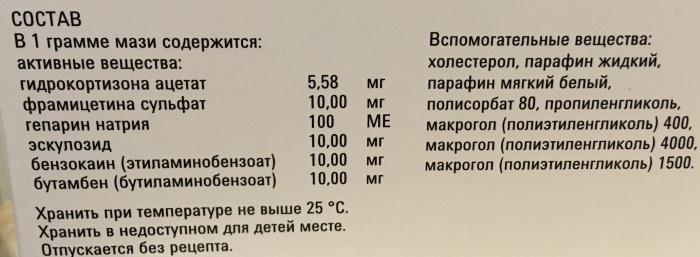 СОСТАВ
В 1 грамме мази содержится:
активные вещества:
гидрокортизона ацетат 5,58 мг
фрамицетина сульфат 10,00 мг
гепарин натрия 100 МЕ
эскулозид 10,00 мг
бензокаин (этиламинобензоат) 10,00 мг
бутамбен (бутиламинобензоат) 10,00 мг
Хранить при температуре не выше 25 °С.
Хранить в недоступном для детей месте.
Отпускается без рецепта.
Вспомогательные вещества:
холестерол, парафин жидкий,
парафин мягкий белый,
полисорбат 80, пропиленгликоль,
макрогол (полиэтиленгликоль) 400,
макрогол (полиэтиленгликоль) 4000,
макрогол (полиэтиленгликоль) 1500.